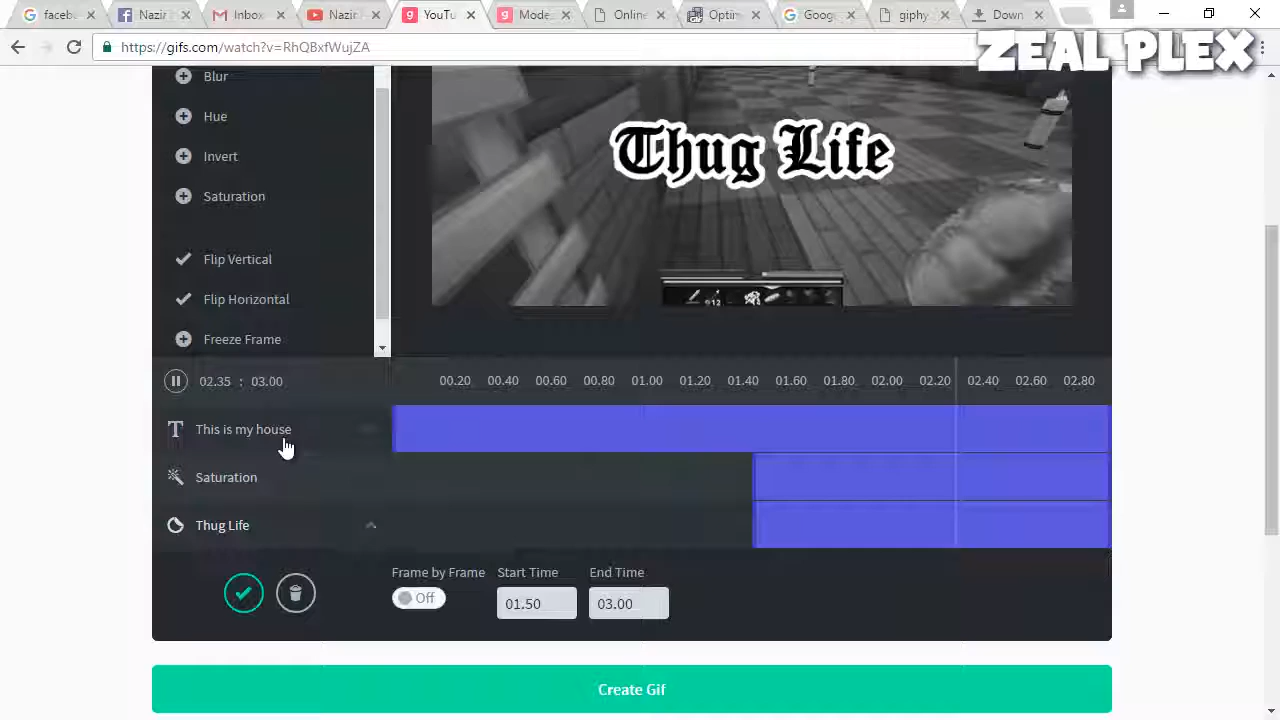 faceb
Nazir
Inbox
Nazir
YouTu
Mode
Online
Optin
Goog
giphy
Down
https://gifs.com/watch?v=RhQBxfWujZA
ZEAL PLEX
Blur
Hue
Invert
Saturation
Flip Vertical
Flip Horizontal
Freeze Frame
Thug Life
02.35 : 03.00
00.20 00.40 00.60 00.80 01.00 01.20 01.40 01.60 01.80 02.00 02.20 02.40 02.60 02.80
This is my house
Saturation
Thug Life
Frame by Frame Start Time End Time
Off 01.50 03.00
Create Gif